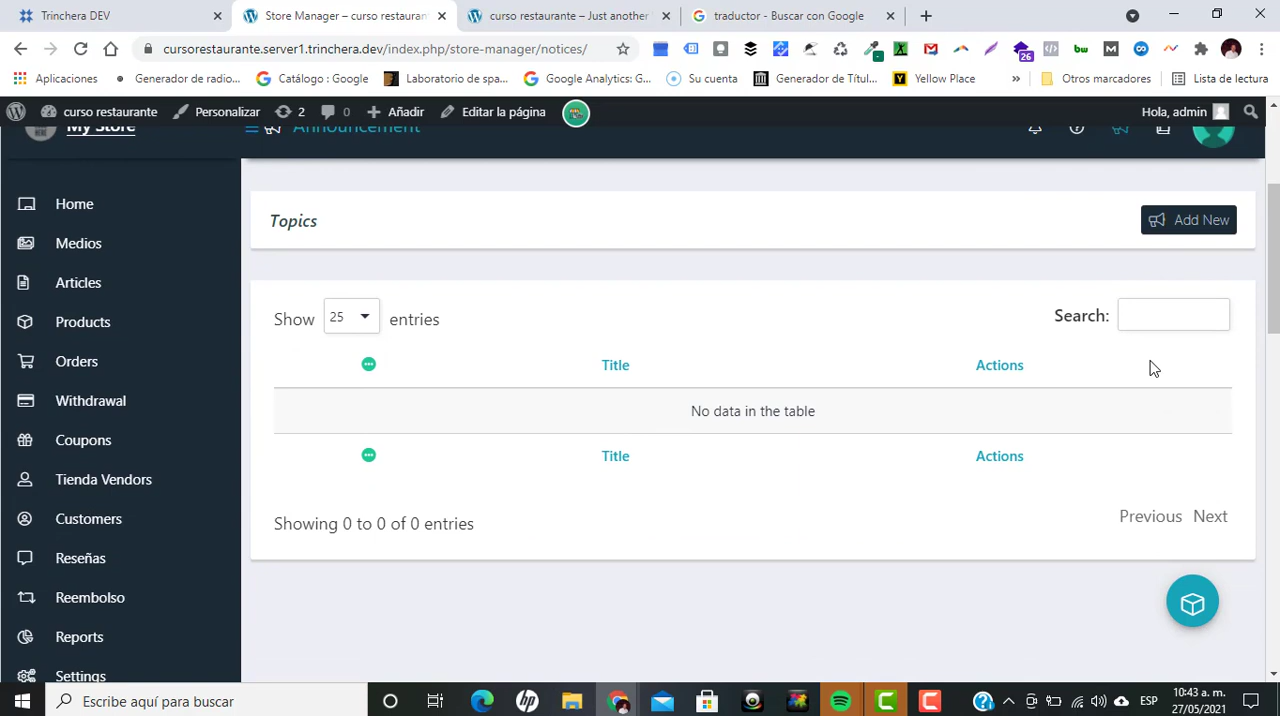 Trinchera DEV
Store Manager – curso restauran
curso restaurante – Just another
traductor - Buscar con Google
cursorestaurante.server1.trinchera.dev/index.php/store-manager/notices/
26
Aplicaciones
Generador de radio...
Catálogo : Google
Laboratorio de spa...
Google Analytics: G...
Su cuenta
Generador de Títul...
Yellow Place
»
Otros marcadores
Lista de lectura
curso restaurante
Personalizar
2
0
Añadir
Editar la página
Hola, admin
My Store
Announcement
Home
Medios
Articles
Products
Orders
Withdrawal
Coupons
Tienda Vendors
Customers
Reseñas
Reembolso
Reports
Settings
Topics
Add New
Show 25 entries
Search:
Title Actions
No data in the table
Title Actions
Showing 0 to 0 of 0 entries
Previous Next
Escribe aquí para buscar
ESP
10:43 a. m.
27/05/2021